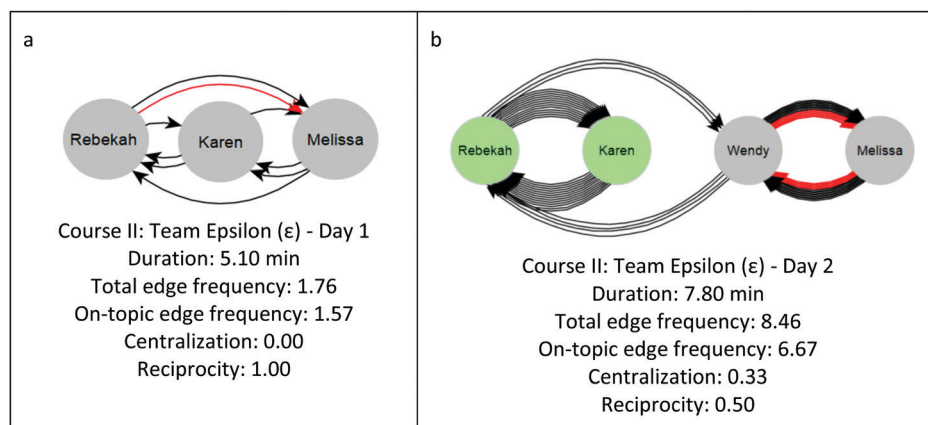 a
Rebekah
Karen
Melissa
Course II: Team Epsilon (ε) - Day 1
Duration: 5.10 min
Total edge frequency: 1.76
On-topic edge frequency: 1.57
Centralization: 0.00
Reciprocity: 1.00
b
Rebekah
Karen
Wendy
Melissa
Course II: Team Epsilon (ε) - Day 2
Duration: 7.80 min
Total edge frequency: 8.46
On-topic edge frequency: 6.67
Centralization: 0.33
Reciprocity: 0.50